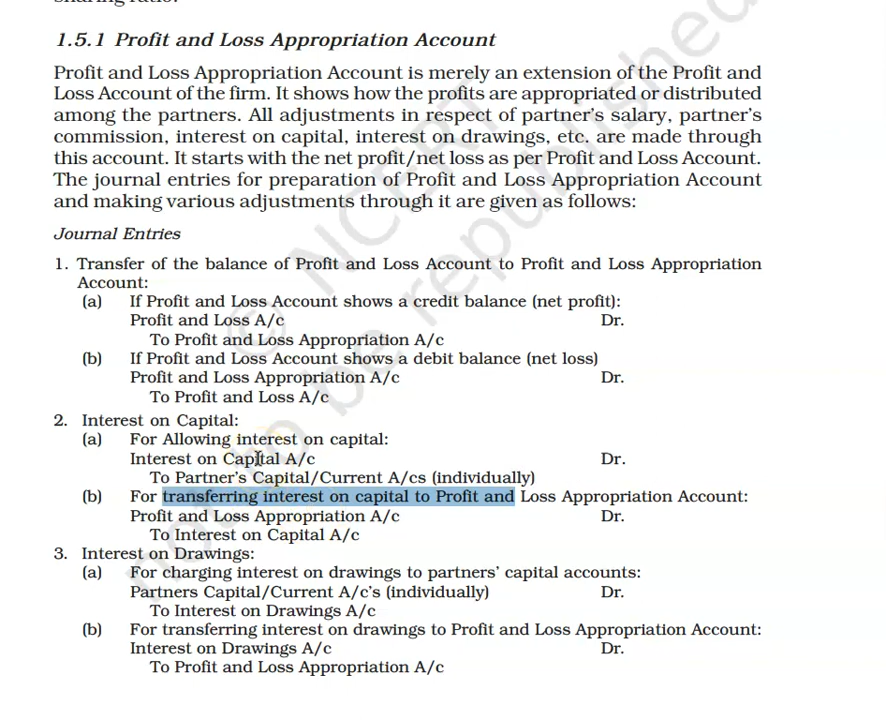 sharing ratio.
1.5.1 Profit and Loss Appropriation Account
Profit and Loss Appropriation Account is merely an extension of the Profit and
Loss Account of the firm. It shows how the profits are appropriated or distributed
among the partners. All adjustments in respect of partner's salary, partner's
commission, interest on capital, interest on drawings, etc. are made through
this account. It starts with the net profit/net loss as per Profit and Loss Account.
The journal entries for preparation of Profit and Loss Appropriation Account
and making various adjustments through it are given as follows:
Journal Entries
1. Transfer of the balance of Profit and Loss Account to Profit and Loss Appropriation
Account:
(a) If Profit and Loss Account shows a credit balance (net profit):
Profit and Loss A/c Dr.
To Profit and Loss Appropriation A/c
(b) If Profit and Loss Account shows a debit balance (net loss)
Profit and Loss Appropriation A/c Dr.
To Profit and Loss A/c
2. Interest on Capital:
(a) For Allowing interest on capital:
Interest on Capital A/c Dr.
To Partner's Capital/Current A/cs (individually)
(b) For transferring interest on capital to Profit and Loss Appropriation Account:
Profit and Loss Appropriation A/c Dr.
To Interest on Capital A/c
3. Interest on Drawings:
(a) For charging interest on drawings to partners' capital accounts:
Partners Capital/Current A/c's (individually) Dr.
To Interest on Drawings A/c
(b) For transferring interest on drawings to Profit and Loss Appropriation Account:
Interest on Drawings A/c Dr.
To Profit and Loss Appropriation A/c
© NCERT
not to be republished